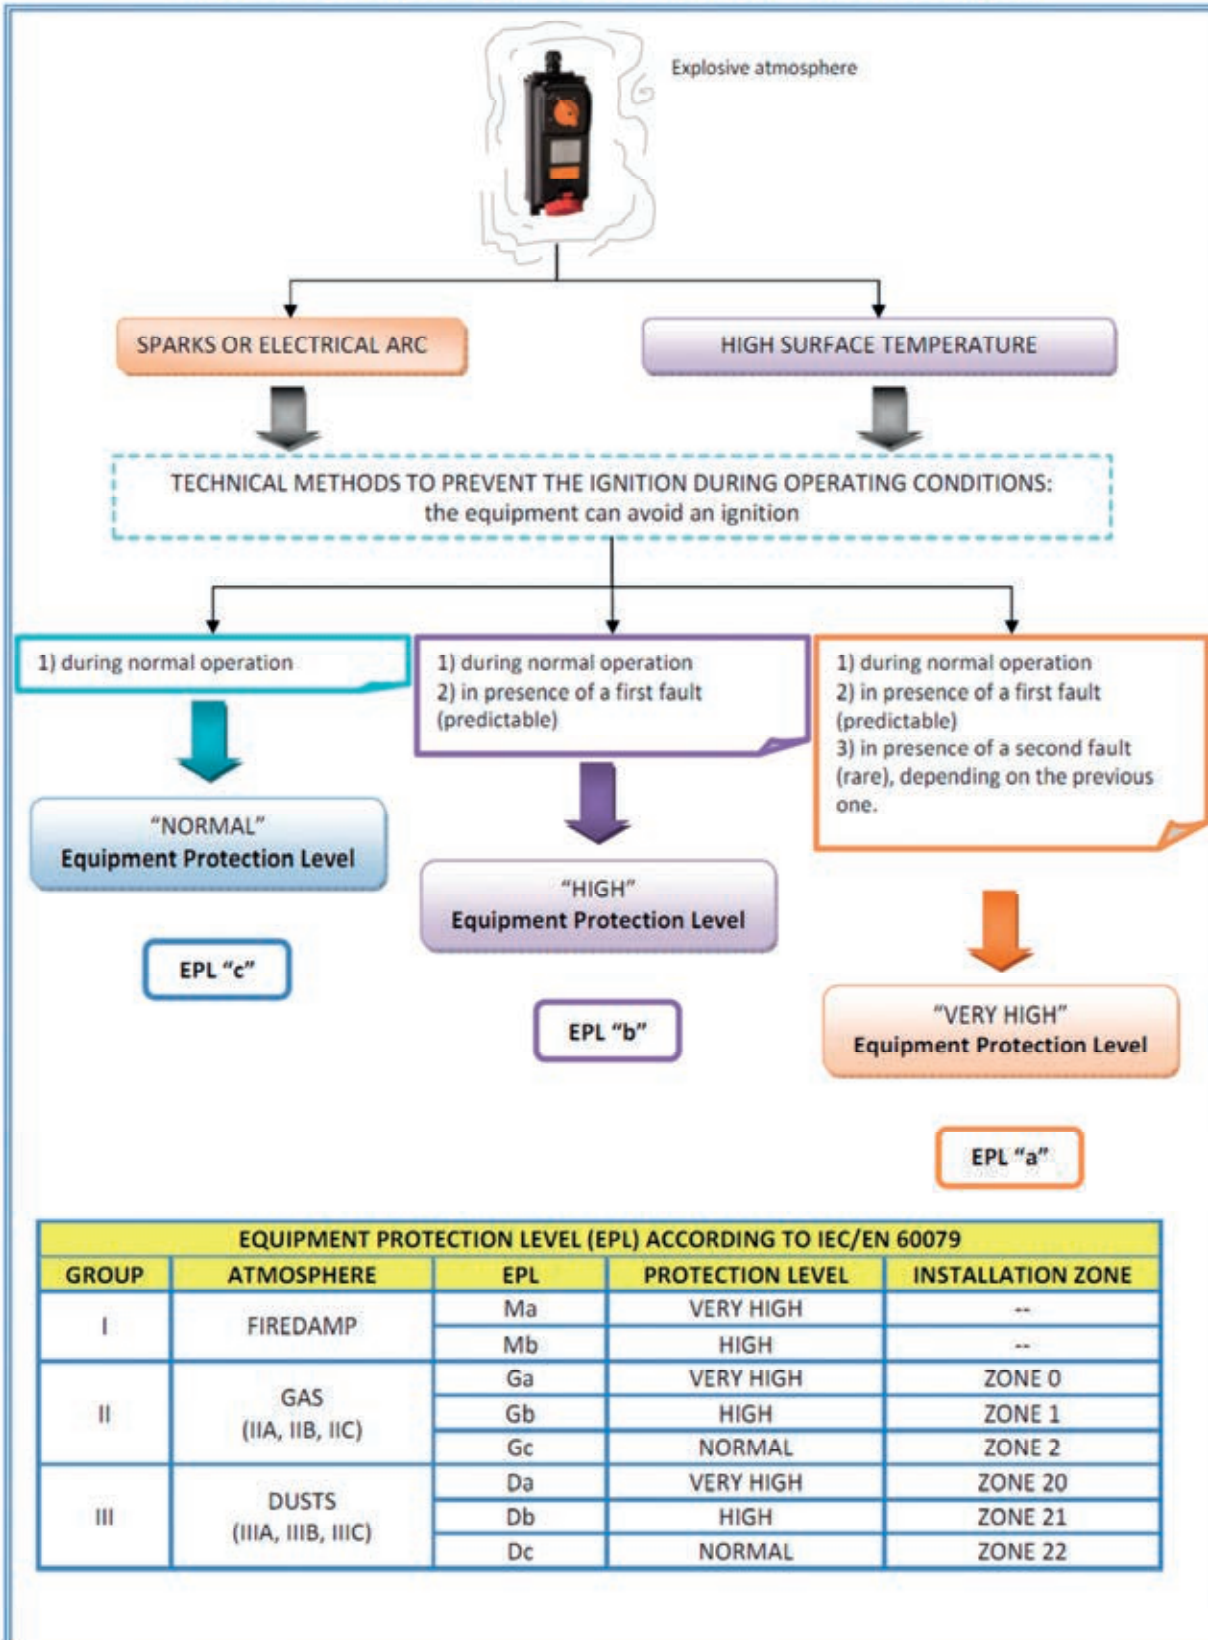 Explosive atmosphere
SPARKS OR ELECTRICAL ARC
HIGH SURFACE TEMPERATURE
TECHNICAL METHODS TO PREVENT THE IGNITION DURING OPERATING CONDITIONS:
the equipment can avoid an ignition
1) during normal operation
"NORMAL"
Equipment Protection Level
EPL "c"
1) during normal operation
2) in presence of a first fault
(predictable)
"HIGH"
Equipment Protection Level
EPL "b"
1) during normal operation
2) in presence of a first fault
(predictable)
3) in presence of a second fault
(rare), depending on the previous
one.
"VERY HIGH"
Equipment Protection Level
EPL "a"
EQUIPMENT PROTECTION LEVEL (EPL) ACCORDING TO IEC/EN 60079
GROUP ATMOSPHERE EPL PROTECTION LEVEL INSTALLATION ZONE
I FIREDAMP Ma VERY HIGH --
Mb HIGH --
II GAS
(IIA, IIB, IIC) Ga VERY HIGH ZONE 0
Gb HIGH ZONE 1
Gc NORMAL ZONE 2
III DUSTS
(IIIA, IIIB, IIIC) Da VERY HIGH ZONE 20
Db HIGH ZONE 21
Dc NORMAL ZONE 22